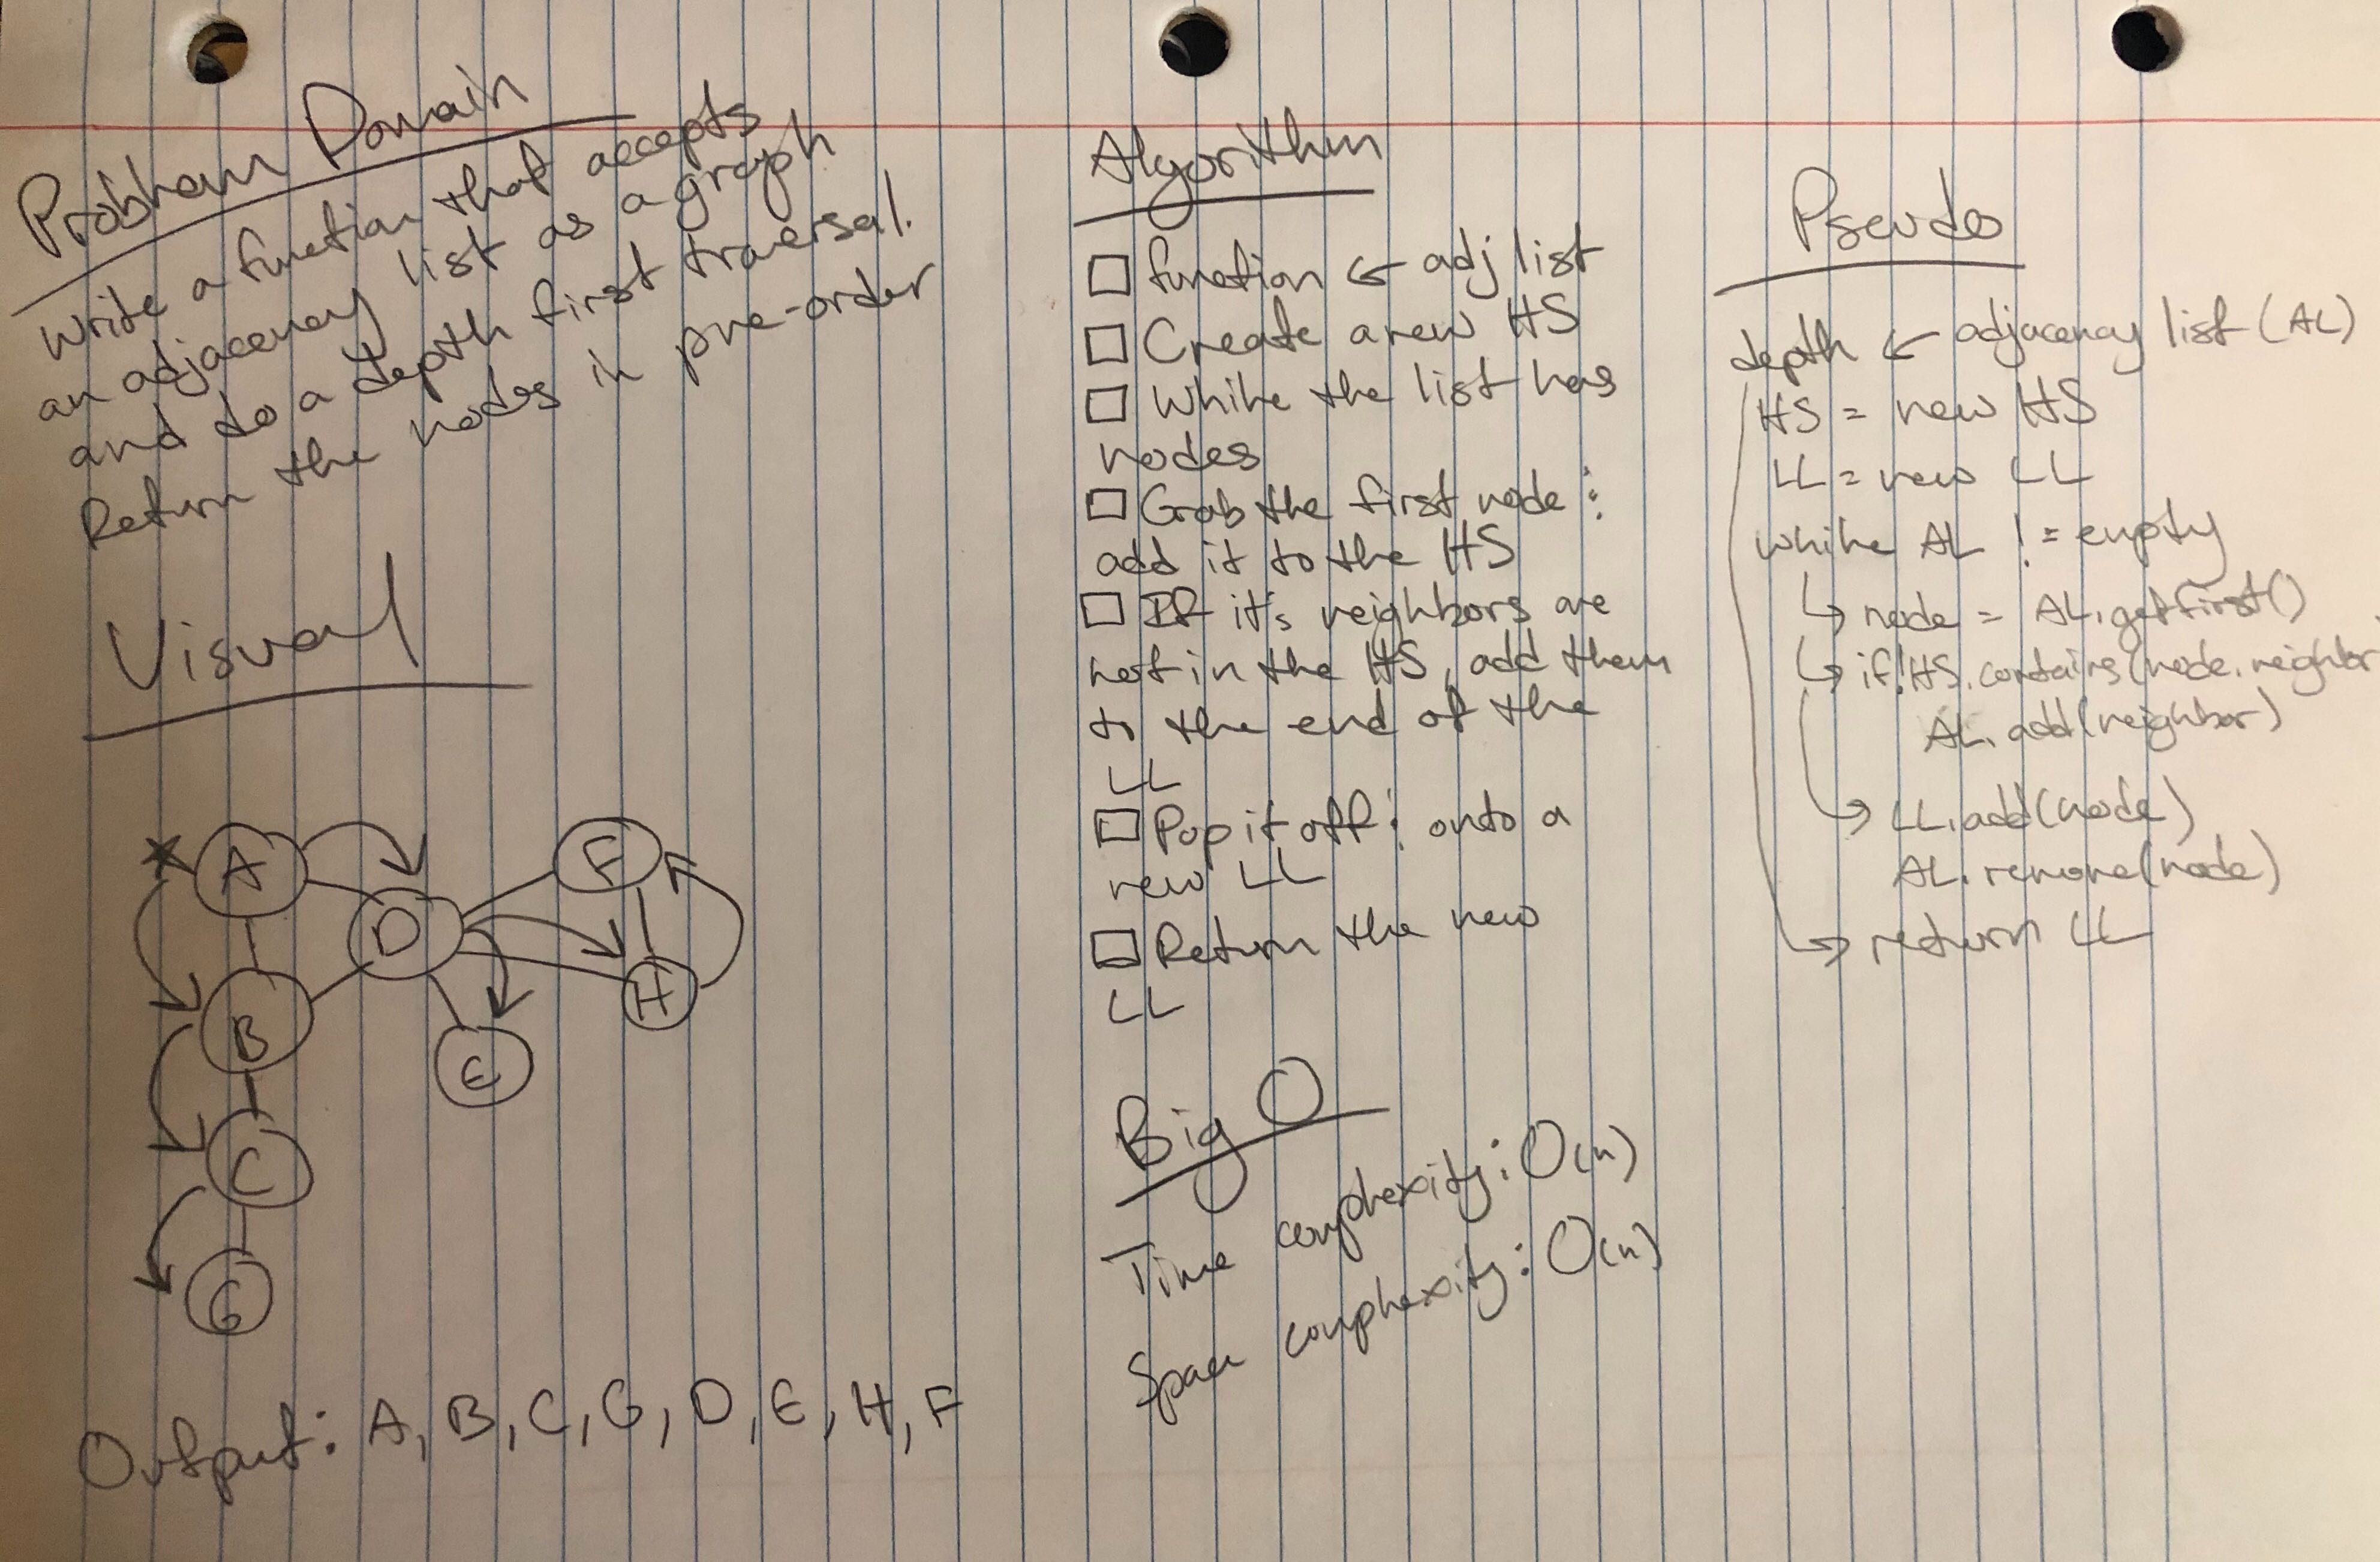 Problem Domain
Write a function that accepts
an adjacency list as a graph
and do a depth first traversal.
Return the nodes in pre-order
Visual
A
F
D
H
B
E
C
G
Output: A, B, C, G, D, E, H, F
Algorithm
□ function ← adj list
□ Create a new HS
□ While the list has
nodes
□ Grab the first node :
add it to the HS
□ If it's neighbors are
not in the HS, add them
to the end of the
LL
□ Pop it off : onto a
new LL
□ Return the new
LL
Big O
Time complexity: O(n)
Space complexity: O(n)
Pseudo
depth ← adjacency list (AL)
HS = new HS
LL = new LL
while AL != empty
↳ node = AL.getfirst()
↳ if !HS.contains(node.neighbor
AL.add(neighbor)
→ LL.add(node)
AL.remove(node)
→ return LL